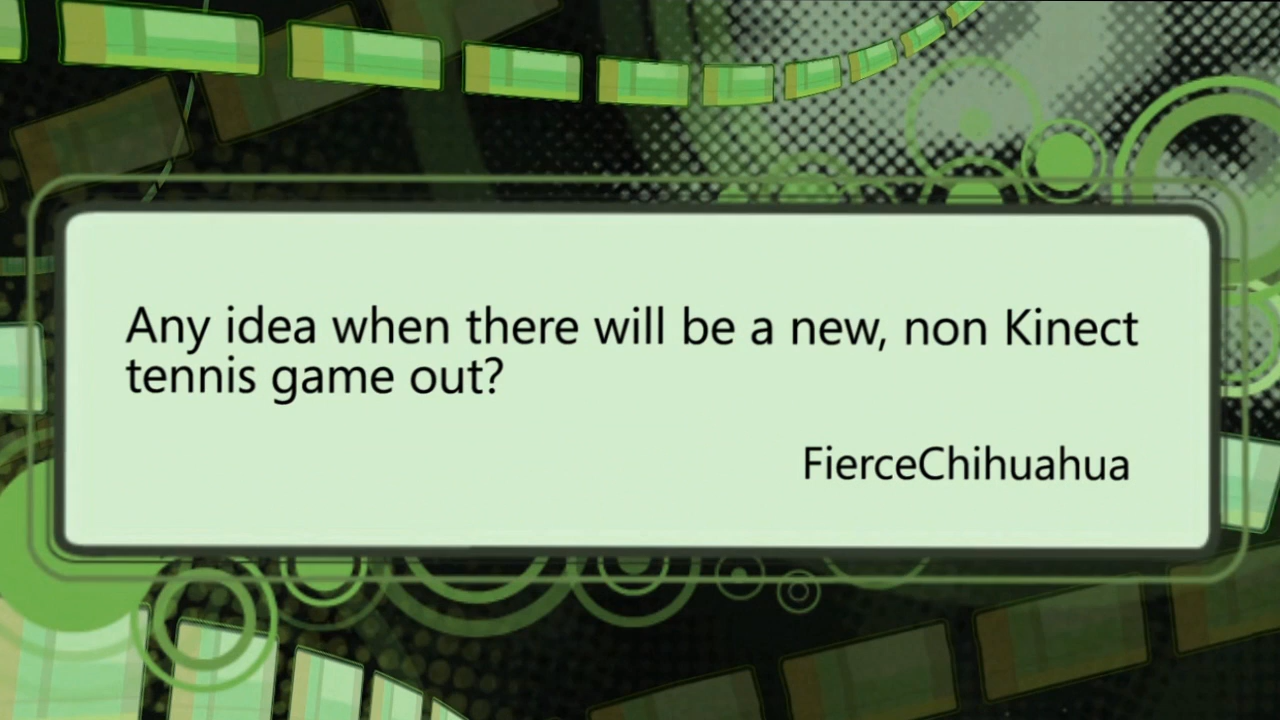 Any idea when there will be a new, non Kinect
tennis game out?
FierceChihuahua